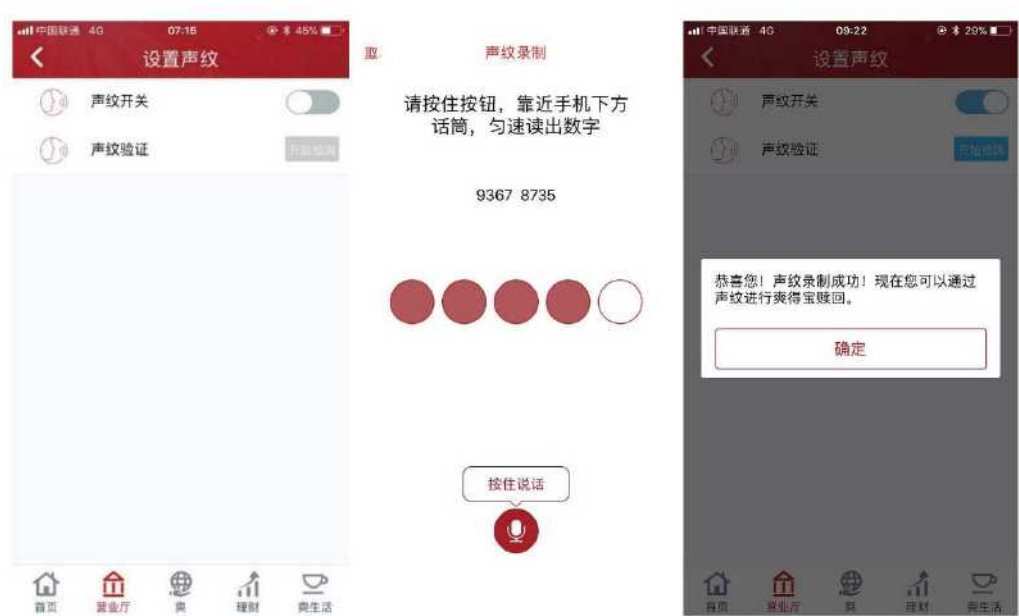 中国联通 4G 07:15 45%
设置声纹
声纹开关
声纹验证
首页
营业厅
爽
理财
爽生活
取
声纹录制
请按住按钮，靠近手机下方
话筒，匀速读出数字
9367 8735
按住说话
中国联通 4G 09:22 29%
设置声纹
声纹开关
声纹验证
恭喜您！声纹录制成功！现在您可以通过
声纹进行爽得宝赎回。
确定
首页
营业厅
爽
理财
爽生活